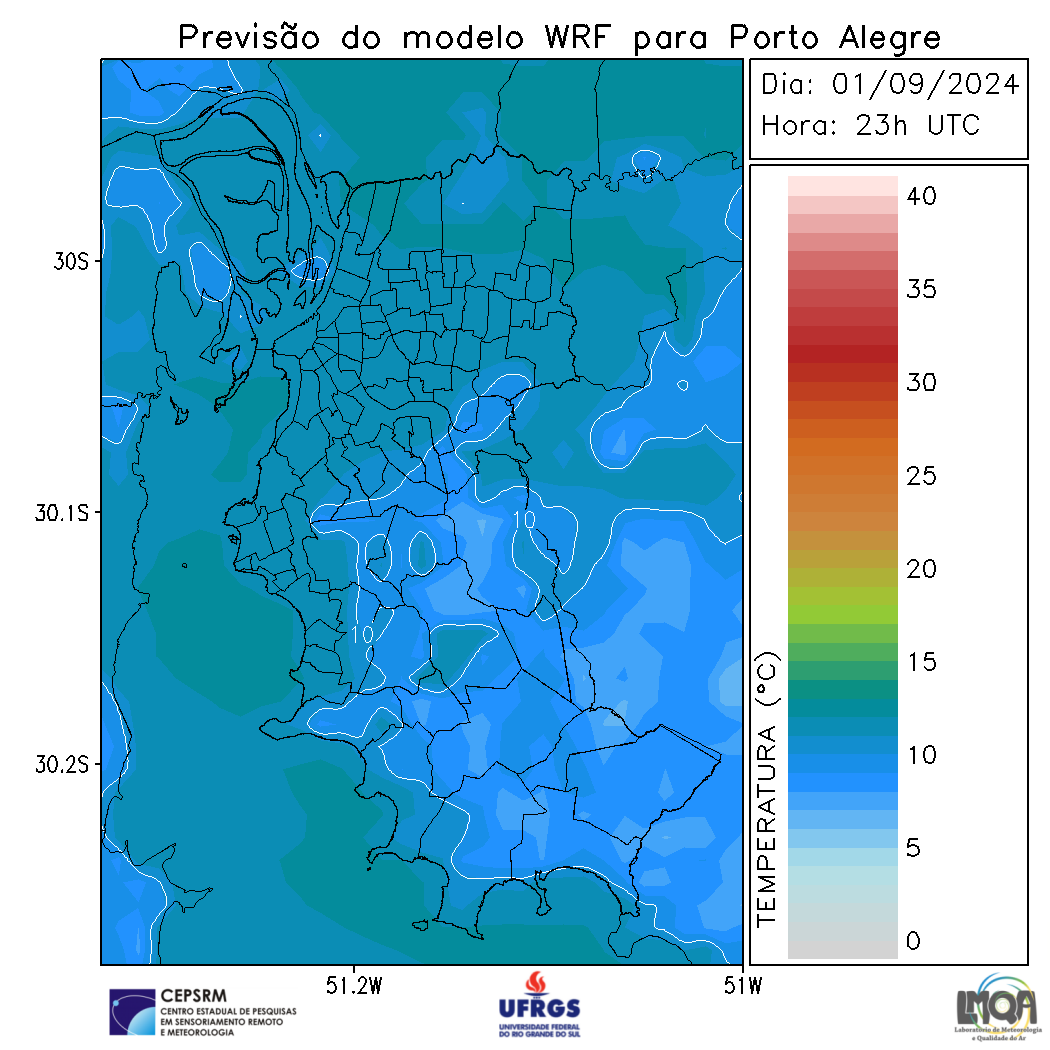 Previsão do modelo WRF para Porto Alegre
Dia: 01/09/2024
Hora: 23h UTC
40
35
30
25
20
15
10
5
0
TEMPERATURA (°C)
30S
30.1S
30.2S
10
10
51.2W
51W
CEPSRM
CENTRO ESTADUAL DE PESQUISAS
EM SENSORIAMENTO REMOTO
E METEOROLOGIA
UFRGS
UNIVERSIDADE FEDERAL
DO RIO GRANDE DO SUL
LMQA
Laboratório de Meteorologia
e Qualidade do Ar